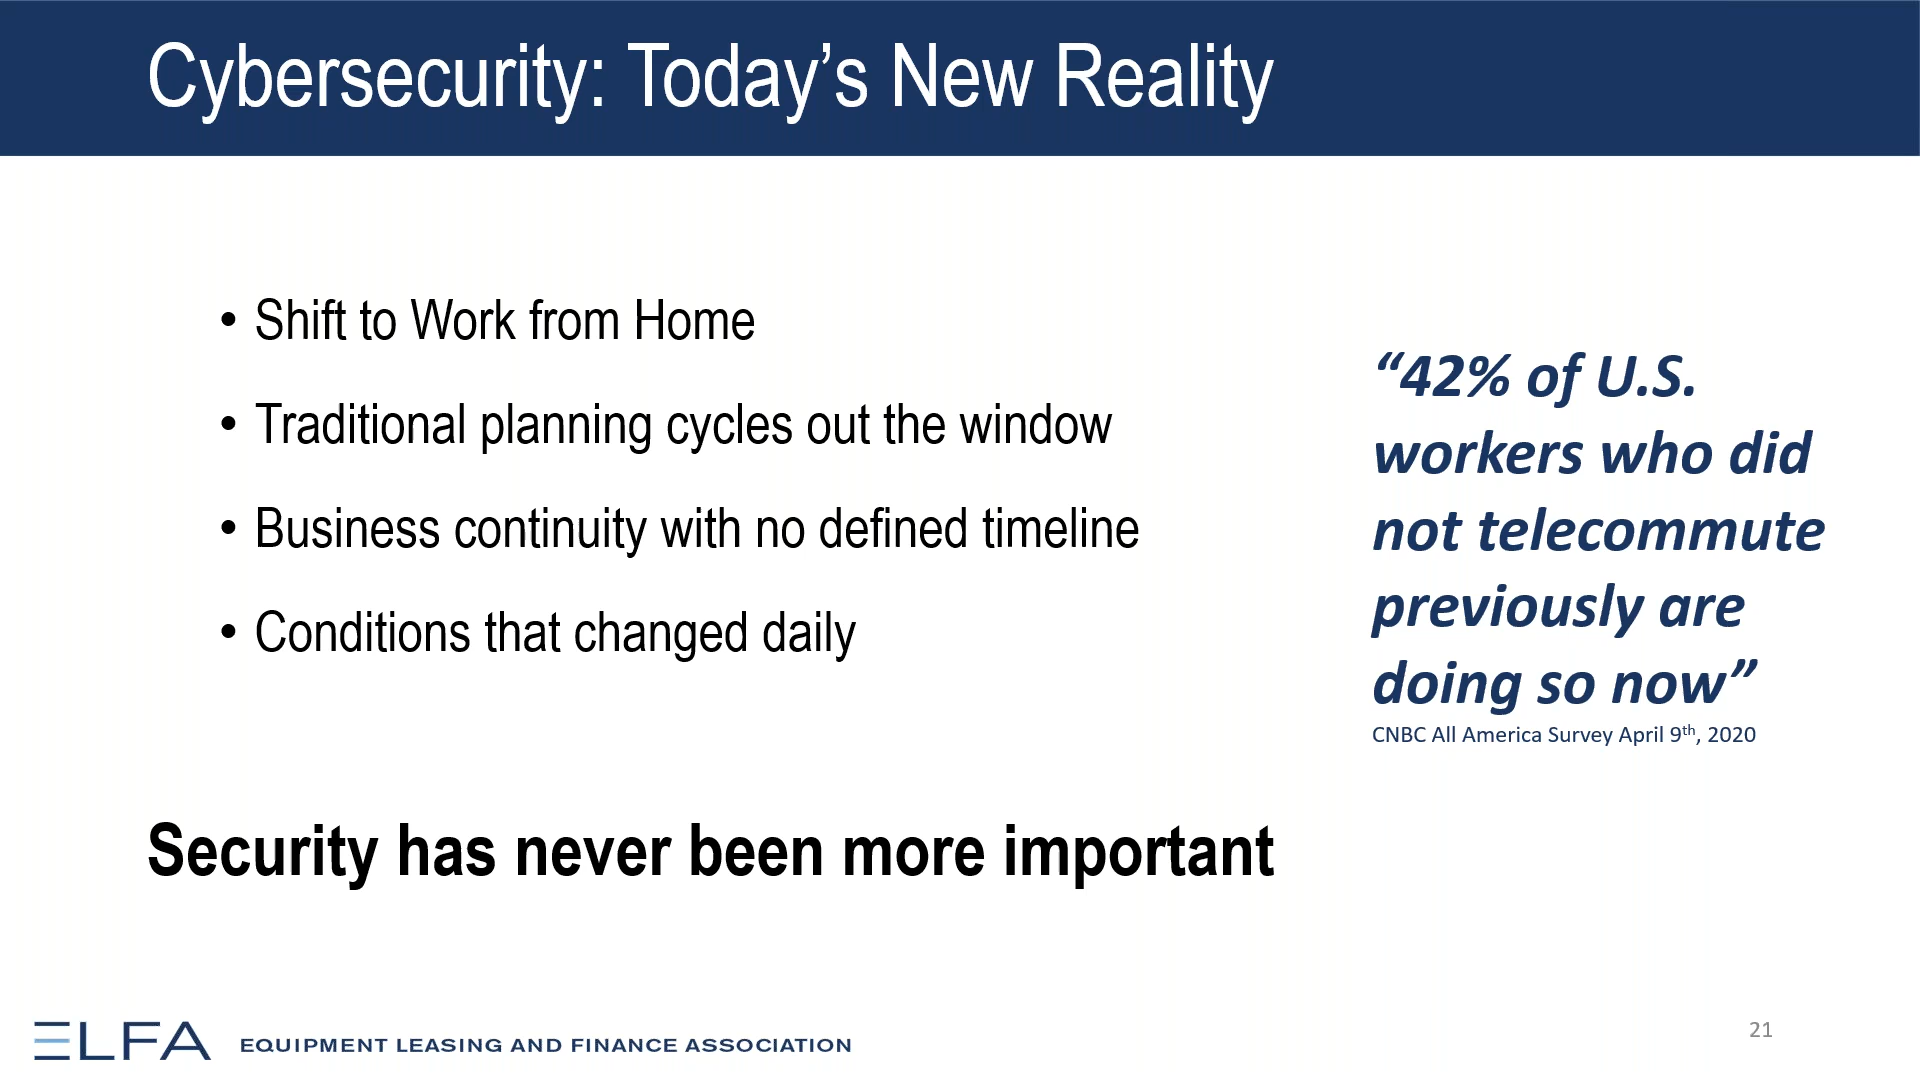 Cybersecurity: Today’s New Reality
• Shift to Work from Home
• Traditional planning cycles out the window
• Business continuity with no defined timeline
• Conditions that changed daily
“42% of U.S.
workers who did
not telecommute
previously are
doing so now”
CNBC All America Survey April 9th, 2020
Security has never been more important
ELFA EQUIPMENT LEASING AND FINANCE ASSOCIATION
21